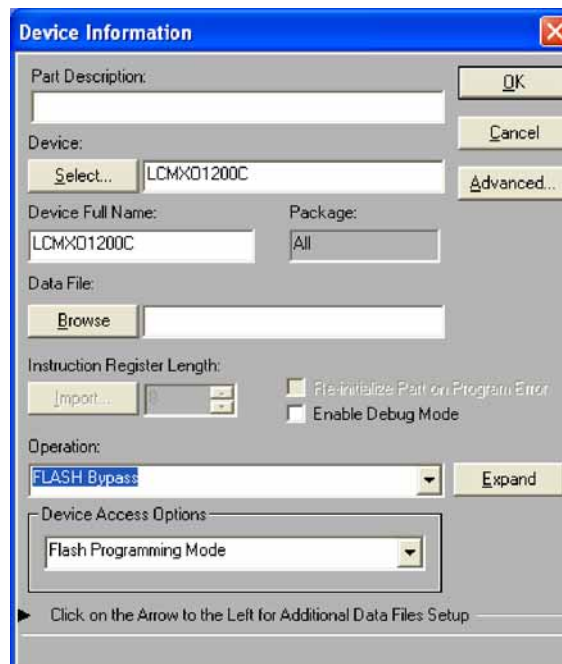 Device Information
Part Description:
OK
Device:
Cancel
Select...
LCMXO1200C
Advanced...
Device Full Name:
Package:
LCMXO1200C
All
Data File:
Browse
Instruction Register Length:
Import...
8
Re-initialize Part on Program Error
Enable Debug Mode
Operation:
FLASH Bypass
Expand
Device Access Options
Flash Programming Mode
Click on the Arrow to the Left for Additional Data Files Setup